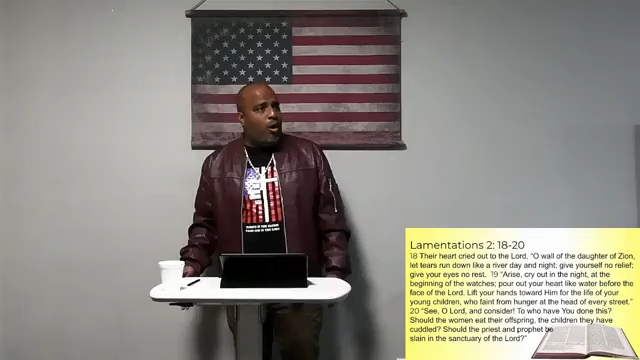 Lamentations 2: 18-20
18 Their heart cried out to the Lord, "O wall of the daughter of Zion,
let tears run down like a river day and night; give yourself no relief;
give your eyes no rest. 19 "Arise, cry out in the night, at the
beginning of the watches; pour out your heart like water before the
face of the Lord. Lift your hands toward Him for the life of your
young children, who faint from hunger at the head of every street."
20 "See, O Lord, and consider! To who have You done this?
Should the women eat their offspring, the children they have
cuddled? Should the priest and prophet be
slain in the sanctuary of the Lord?"